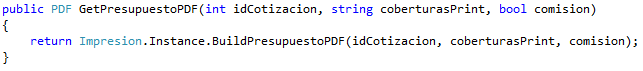 public PDF GetPresupuestoPDF(int idCotizacion, string coberturasPrint, bool comision)
{
    return Impresion.Instance.BuildPresupuestoPDF(idCotizacion, coberturasPrint, comision);
}